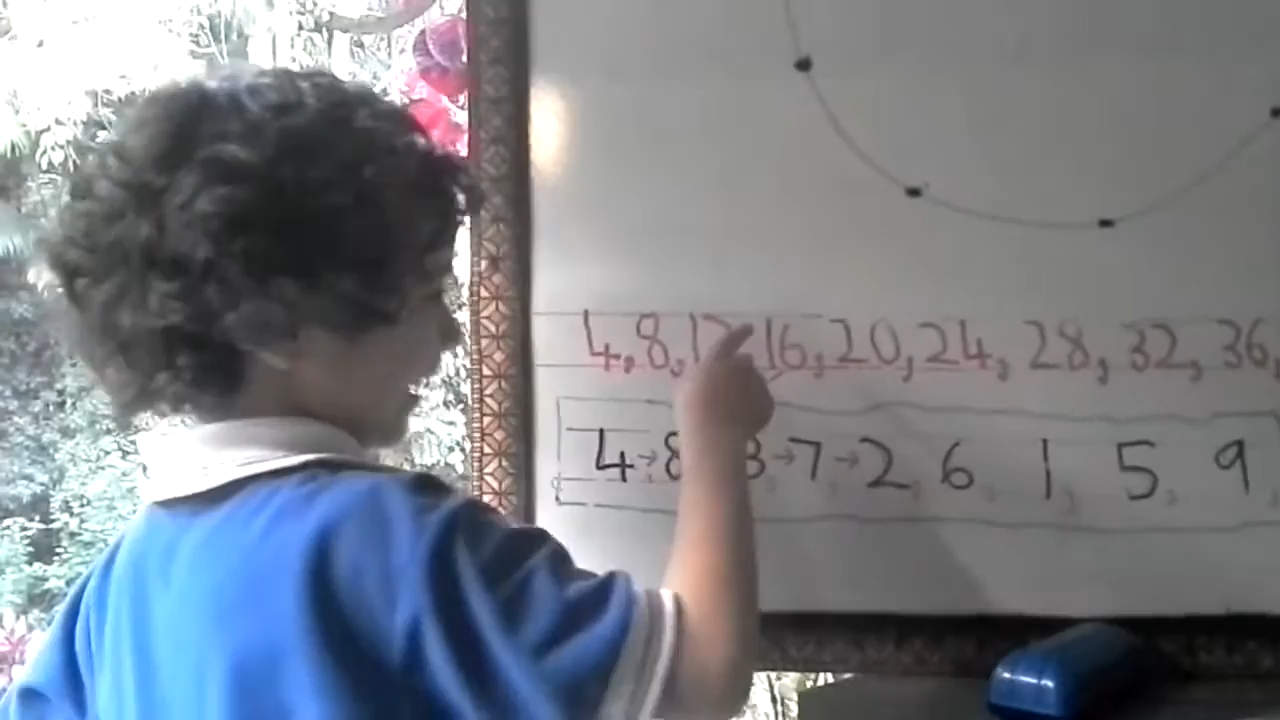 4, 8, 12 16, 20, 24, 28, 32, 36,
4→8 3→7→2 6 1 5 9